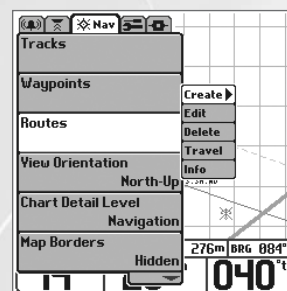 Nav
Tracks
Waypoints
Create
Edit
Routes
Delete
Travel
Info
View Orientation
North-Up
Chart Detail Level
Navigation
Map Borders
276m BRG 084°
Hidden
040°t